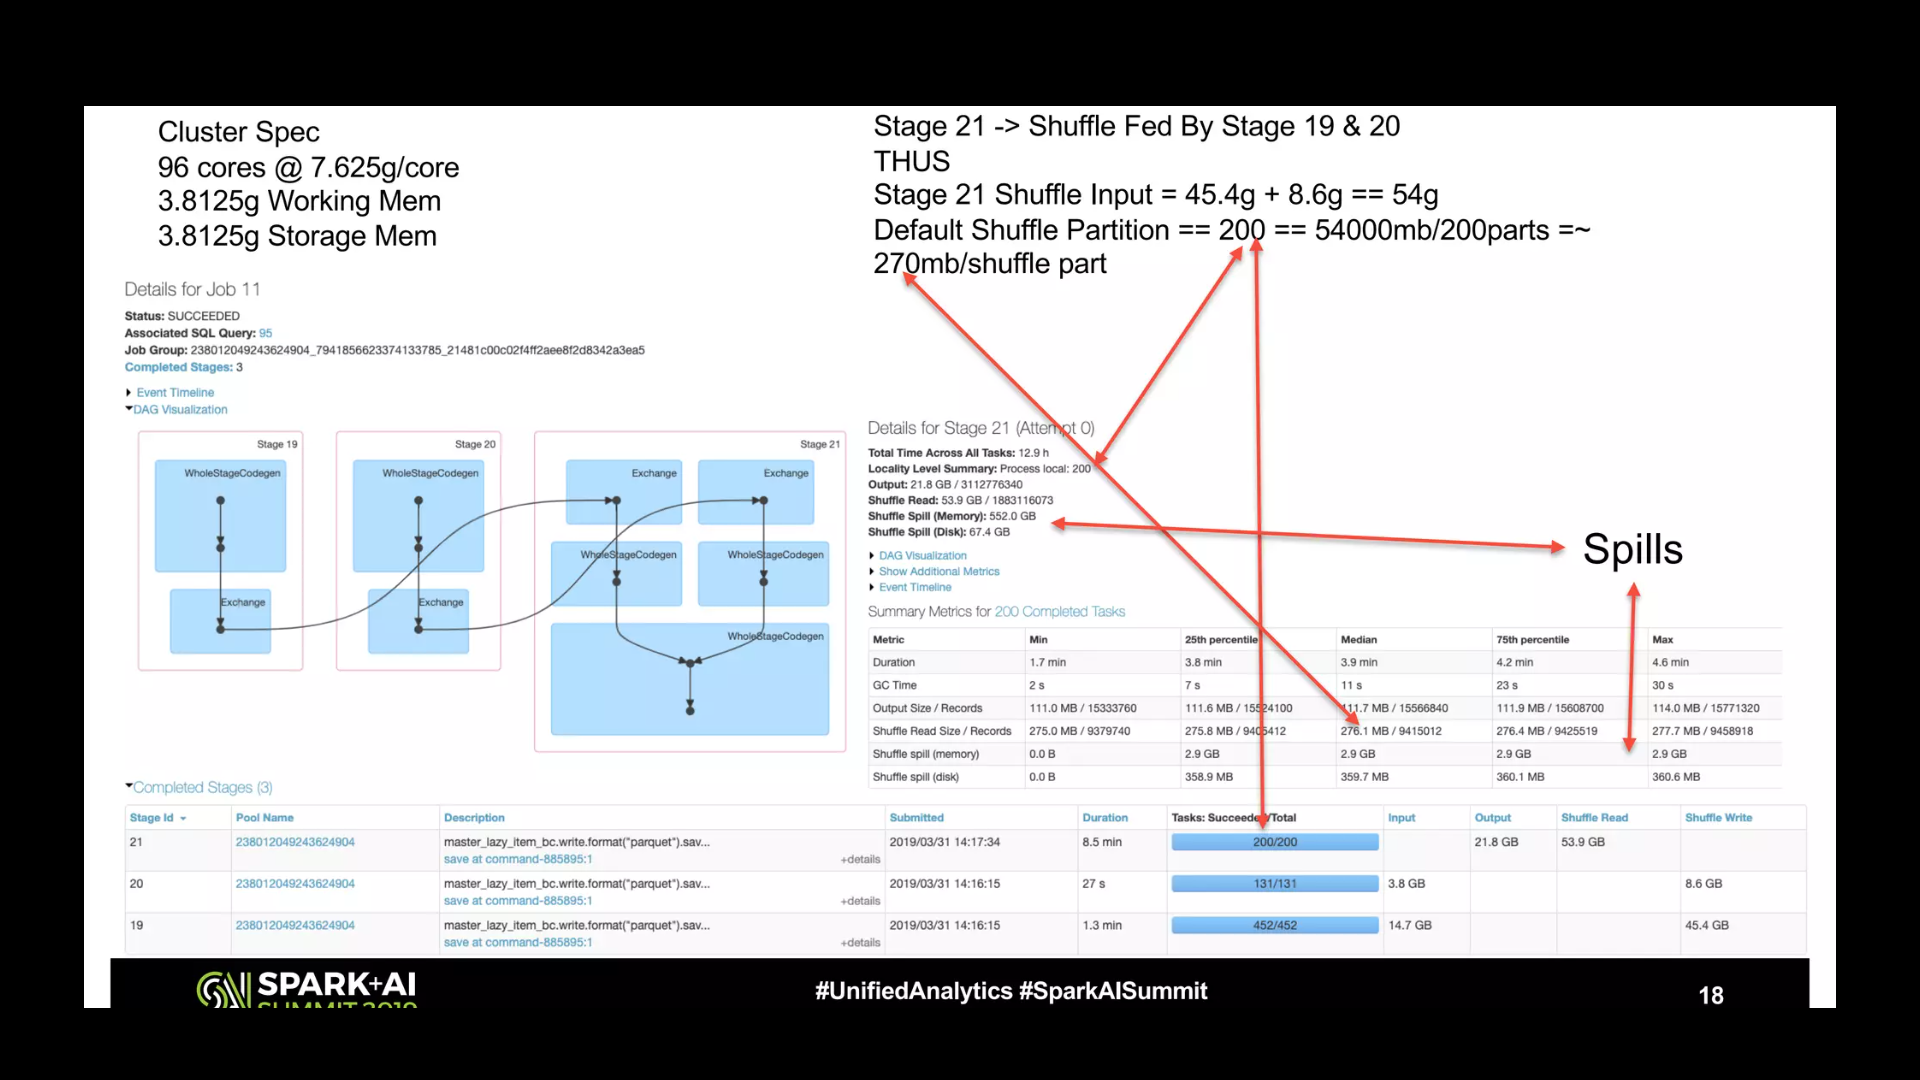 Cluster Spec
96 cores @ 7.625g/core
3.8125g Working Mem
3.8125g Storage Mem
Stage 21 -> Shuffle Fed By Stage 19 & 20
THUS
Stage 21 Shuffle Input = 45.4g + 8.6g == 54g
Default Shuffle Partition == 200 == 54000mb/200parts =~
270mb/shuffle part
Details for Job 11
Status: SUCCEEDED
Associated SQL Query: 95
Job Group: 238012049243624904_7941856623374133785_21481c00c02f4ff2aee8f2d8342a3ea5
Completed Stages: 3
Event Timeline
DAG Visualization
Stage 19
WholeStageCodegen
Exchange
Stage 20
WholeStageCodegen
Exchange
Stage 21
Exchange
Exchange
WholeStageCodegen
WholeStageCodegen
WholeStageCodegen
Details for Stage 21 (Attempt 0)
Total Time Across All Tasks: 12.9 h
Locality Level Summary: Process local: 200
Output: 21.8 GB / 3112776340
Shuffle Read: 53.9 GB / 1883116073
Shuffle Spill (Memory): 552.0 GB
Shuffle Spill (Disk): 67.4 GB
DAG Visualization
Show Additional Metrics
Event Timeline
Spills
Summary Metrics for 200 Completed Tasks
Metric Min 25th percentile Median 75th percentile Max
Duration 1.7 min 3.8 min 3.9 min 4.2 min 4.6 min
GC Time 2 s 7 s 11 s 23 s 30 s
Output Size / Records 111.0 MB / 15333760 111.6 MB / 15524100 111.7 MB / 15566840 111.9 MB / 15608700 114.0 MB / 15771320
Shuffle Read Size / Records 275.0 MB / 9379740 275.8 MB / 9405412 276.1 MB / 9415012 276.4 MB / 9425519 277.7 MB / 9458918
Shuffle spill (memory) 0.0 B 2.9 GB 2.9 GB 2.9 GB 2.9 GB
Shuffle spill (disk) 0.0 B 358.9 MB 359.7 MB 360.1 MB 360.6 MB
Completed Stages (3)
Stage Id Pool Name Description Submitted Duration Tasks: Succeeded/Total Input Output Shuffle Read Shuffle Write
21 238012049243624904 master_lazy_item_bc.write.format("parquet").sav... 2019/03/31 14:17:34 8.5 min 200/200 21.8 GB 53.9 GB
save at command-885895:1 +details
20 238012049243624904 master_lazy_item_bc.write.format("parquet").sav... 2019/03/31 14:16:15 27 s 131/131 3.8 GB 8.6 GB
save at command-885895:1 +details
19 238012049243624904 master_lazy_item_bc.write.format("parquet").sav... 2019/03/31 14:16:15 1.3 min 452/452 14.7 GB 45.4 GB
save at command-885895:1 +details
SPARK+AI
SUMMIT 2019
#UnifiedAnalytics #SparkAISummit
18